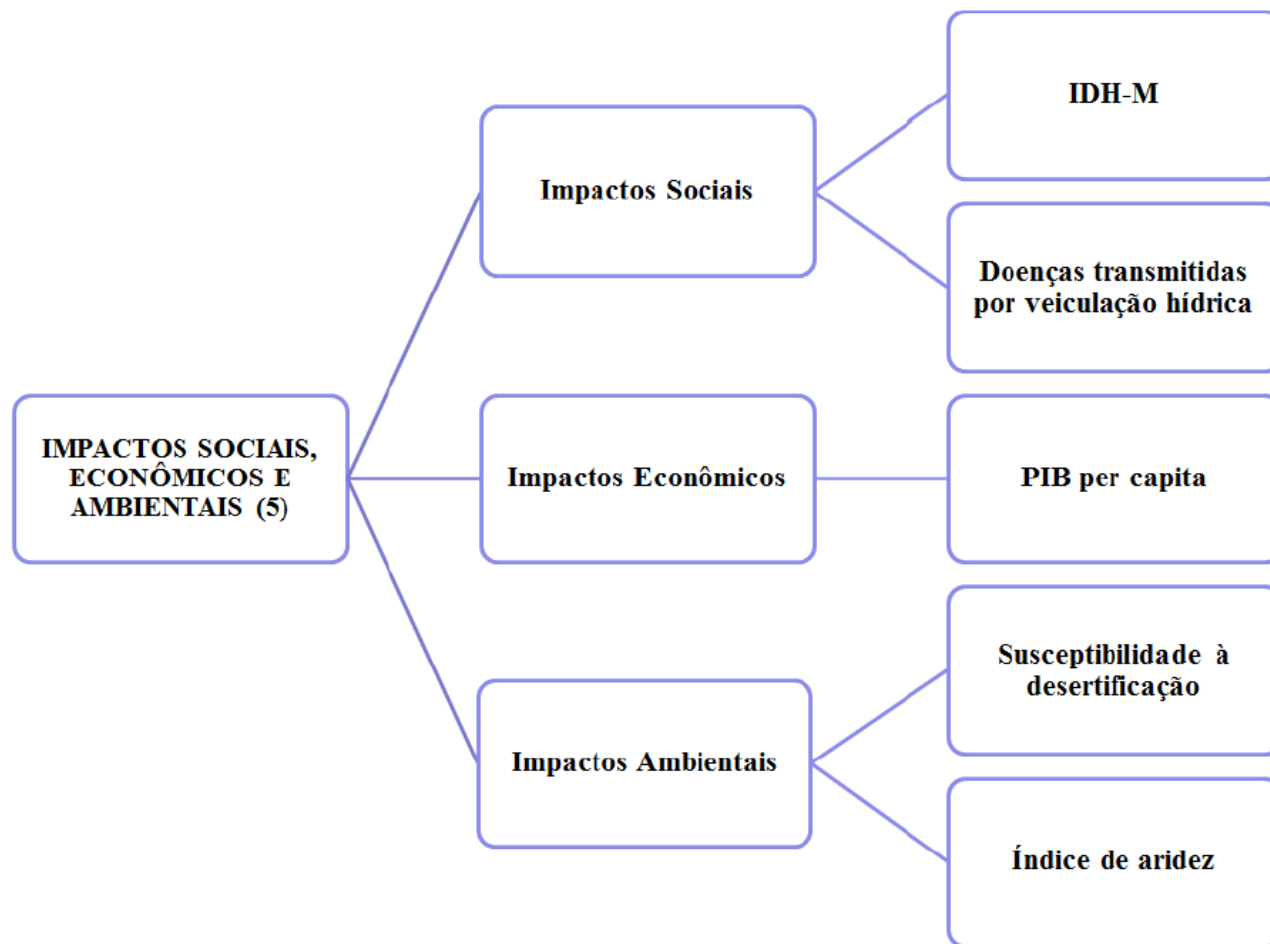 IDH-M
Impactos Sociais
Doenças transmitidas
por veiculação hídrica
IMPACTOS SOCIAIS,
ECONÔMICOS E
AMBIENTAIS (5)
Impactos Econômicos
PIB per capita
Susceptibilidade à
desertificação
Impactos Ambientais
Índice de aridez